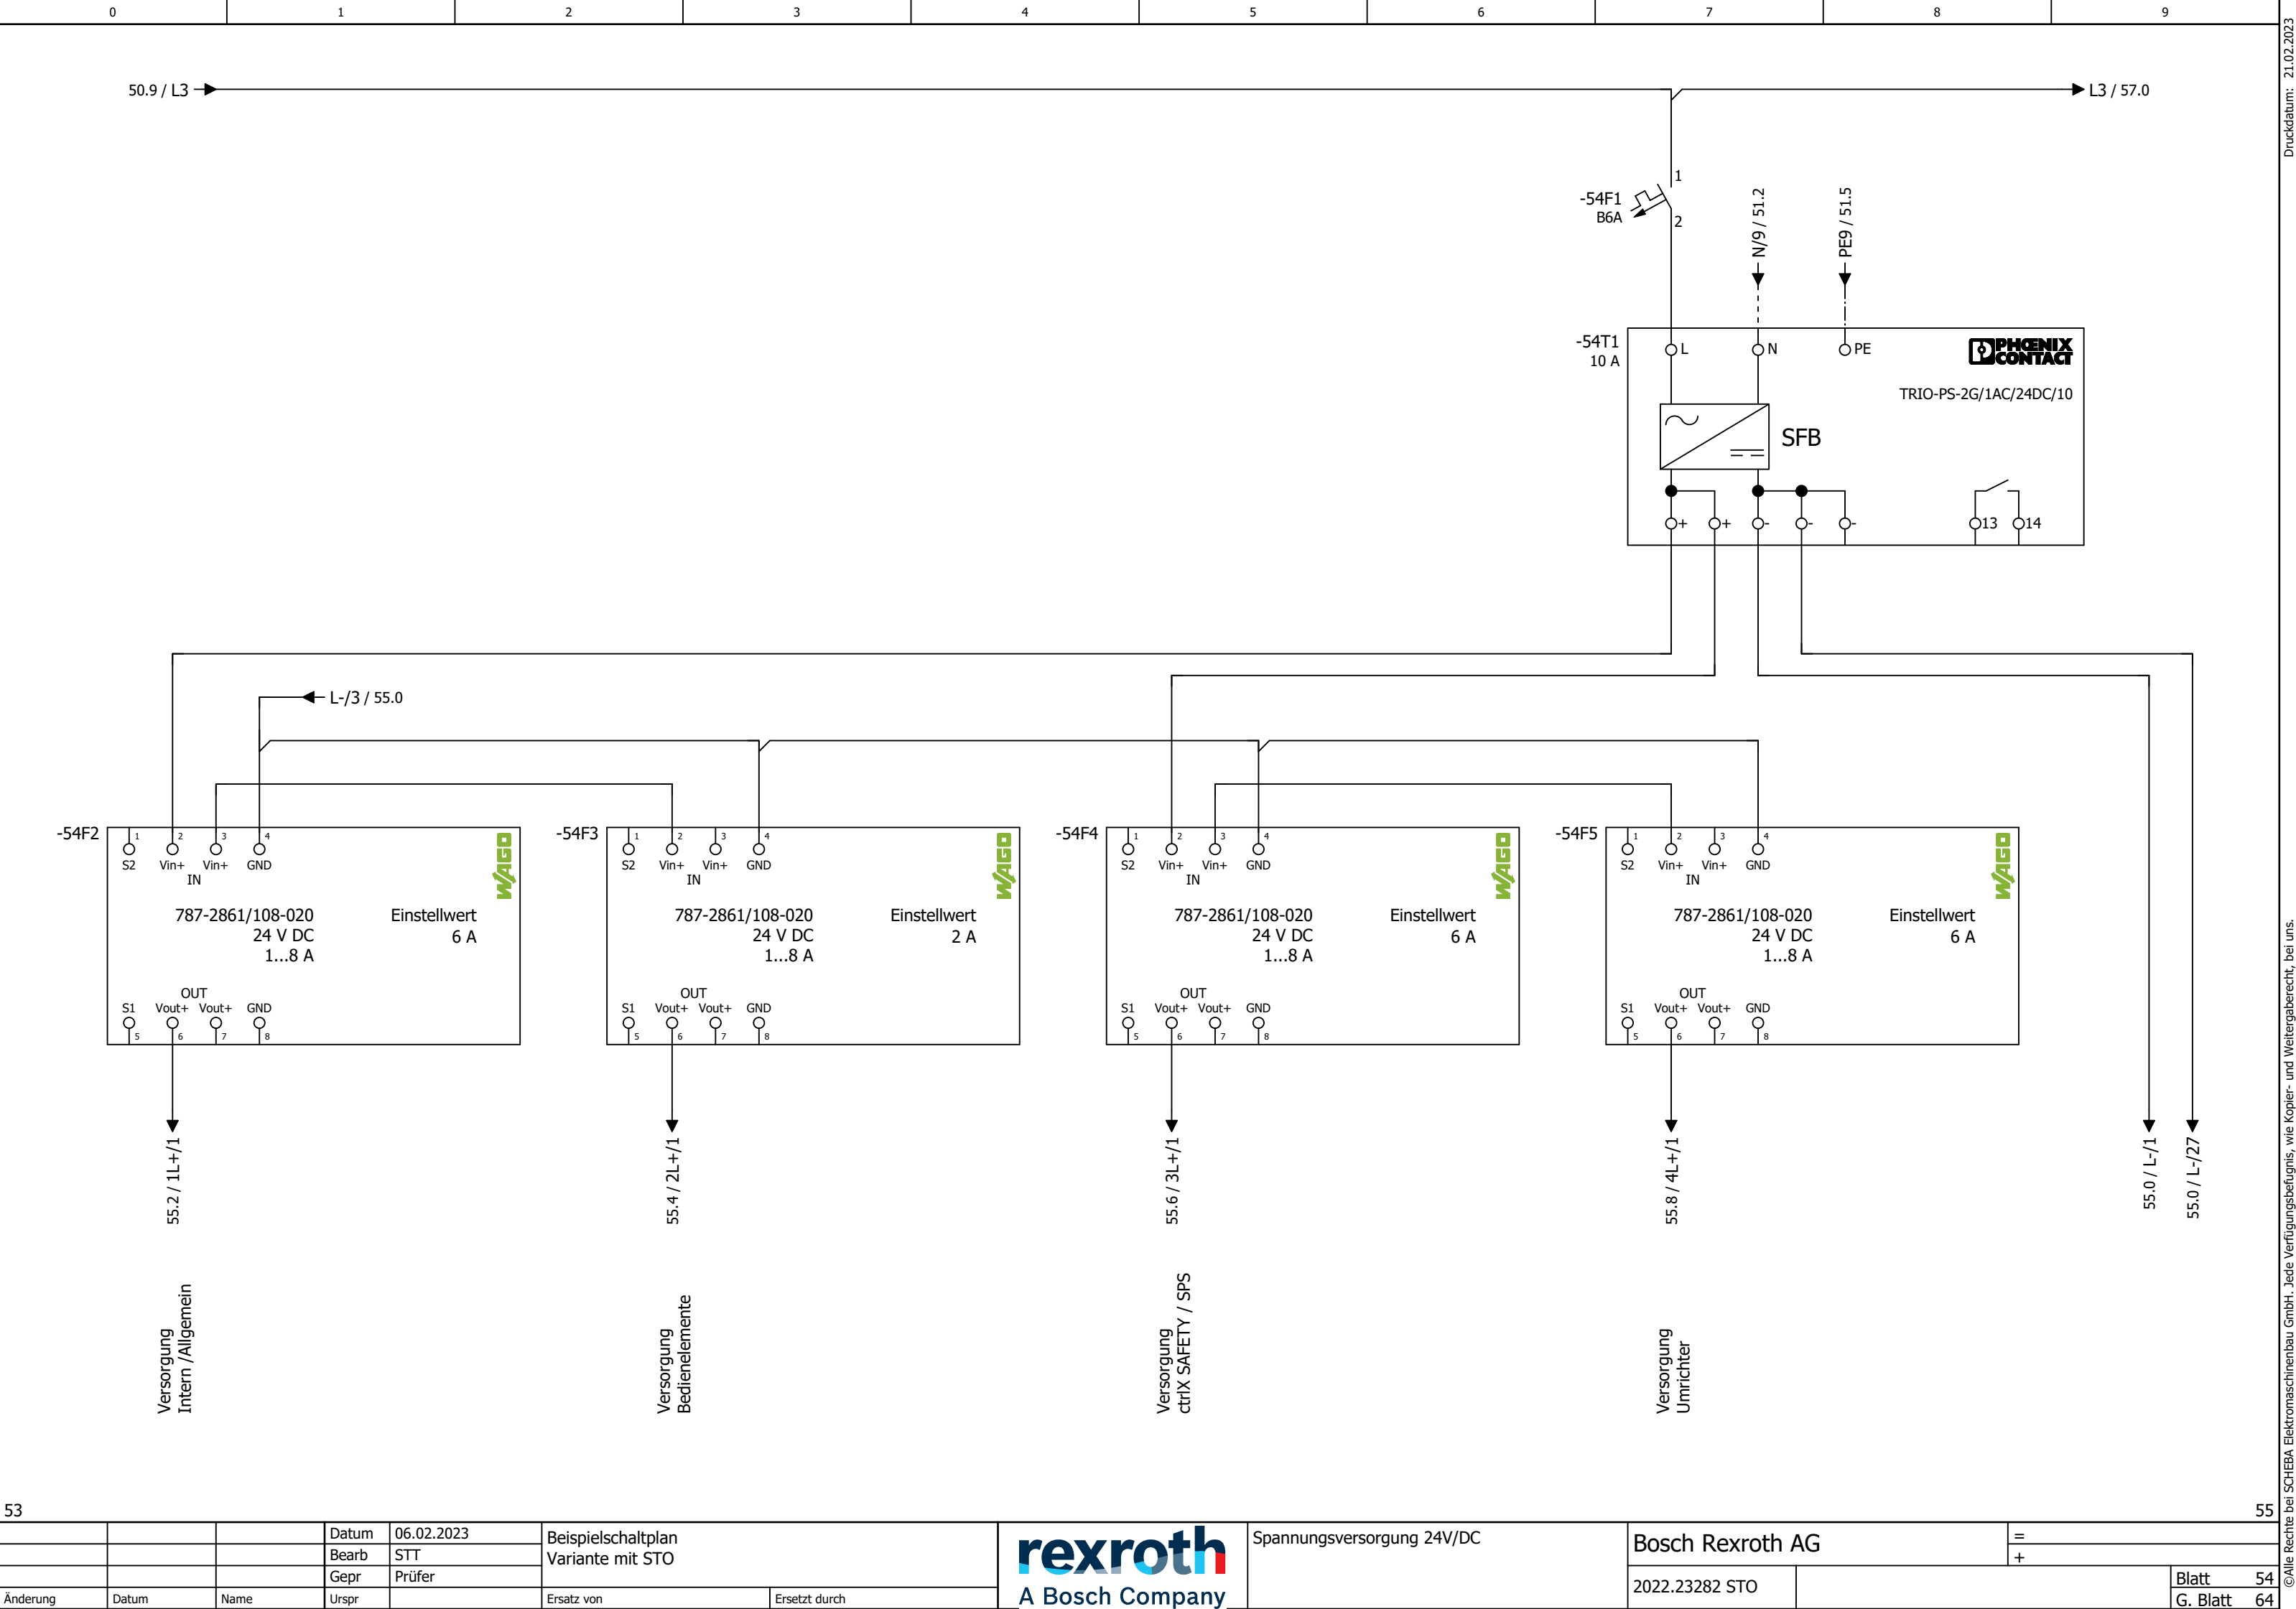 0 1 2 3 4 5 6 7 8 9
Druckdatum: 21.02.2023
50.9 / L3
L3 / 57.0
-54F1
B6A
1
2
N/9 / 51.2
PE9 / 51.5
-54T1
10 A
L N PE
PHŒNIX
CONTACT
TRIO-PS-2G/1AC/24DC/10
SFB
+ + - - - 13 14
L-/3 / 55.0
-54F2
1 2 3 4
S2 Vin+ Vin+ GND
IN
WAGO
787-2861/108-020
24 V DC
1...8 A
Einstellwert
6 A
OUT
S1 Vout+ Vout+ GND
5 6 7 8
-54F3
1 2 3 4
S2 Vin+ Vin+ GND
IN
WAGO
787-2861/108-020
24 V DC
1...8 A
Einstellwert
2 A
OUT
S1 Vout+ Vout+ GND
5 6 7 8
-54F4
1 2 3 4
S2 Vin+ Vin+ GND
IN
WAGO
787-2861/108-020
24 V DC
1...8 A
Einstellwert
6 A
OUT
S1 Vout+ Vout+ GND
5 6 7 8
-54F5
1 2 3 4
S2 Vin+ Vin+ GND
IN
WAGO
787-2861/108-020
24 V DC
1...8 A
Einstellwert
6 A
OUT
S1 Vout+ Vout+ GND
5 6 7 8
55.2 / 1L+/1
55.4 / 2L+/1
55.6 / 3L+/1
55.8 / 4L+/1
55.0 / L-/1
55.0 / L-/27
Versorgung
Intern /Allgemein
Versorgung
Bedienelemente
Versorgung
ctrlX SAFETY / SPS
Versorgung
Umrichter
©Alle Rechte bei SCHEBA Elektromaschinenbau GmbH. Jede Verfügungsbefugnis, wie Kopier- und Weitergaberecht, bei uns.
53
55
Datum 06.02.2023
Bearb STT
Gepr Prüfer
Änderung Datum Name Urspr
Beispielschaltplan
Variante mit STO
Ersatz von
Ersetzt durch
rexroth
A Bosch Company
Spannungsversorgung 24V/DC
Bosch Rexroth AG
2022.23282 STO
=
+
Blatt 54
G. Blatt 64